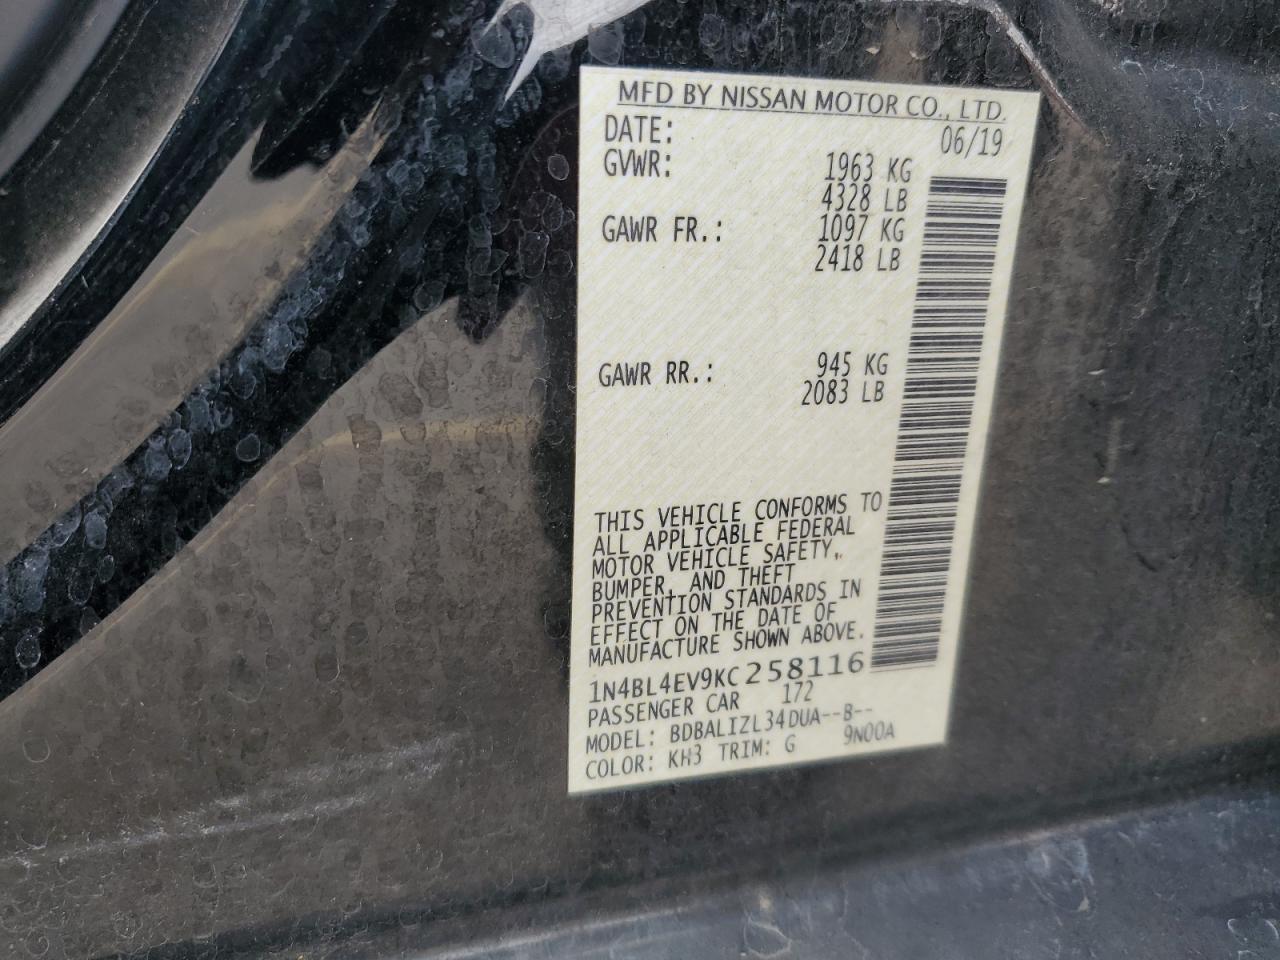 MFD BY NISSAN MOTOR CO., LTD.
DATE: 06/19
GVWR: 1963 KG
4328 LB
GAWR FR.: 1097 KG
2418 LB
GAWR RR.: 945 KG
2083 LB
THIS VEHICLE CONFORMS TO
ALL APPLICABLE FEDERAL
MOTOR VEHICLE SAFETY,
BUMPER, AND THEFT
PREVENTION STANDARDS IN
EFFECT ON THE DATE OF
MANUFACTURE SHOWN ABOVE.
1N4BL4EV9KC258116
PASSENGER CAR 172
MODEL: BDBALIZL34DUA--B--
COLOR: KH3 TRIM: G 9N00A